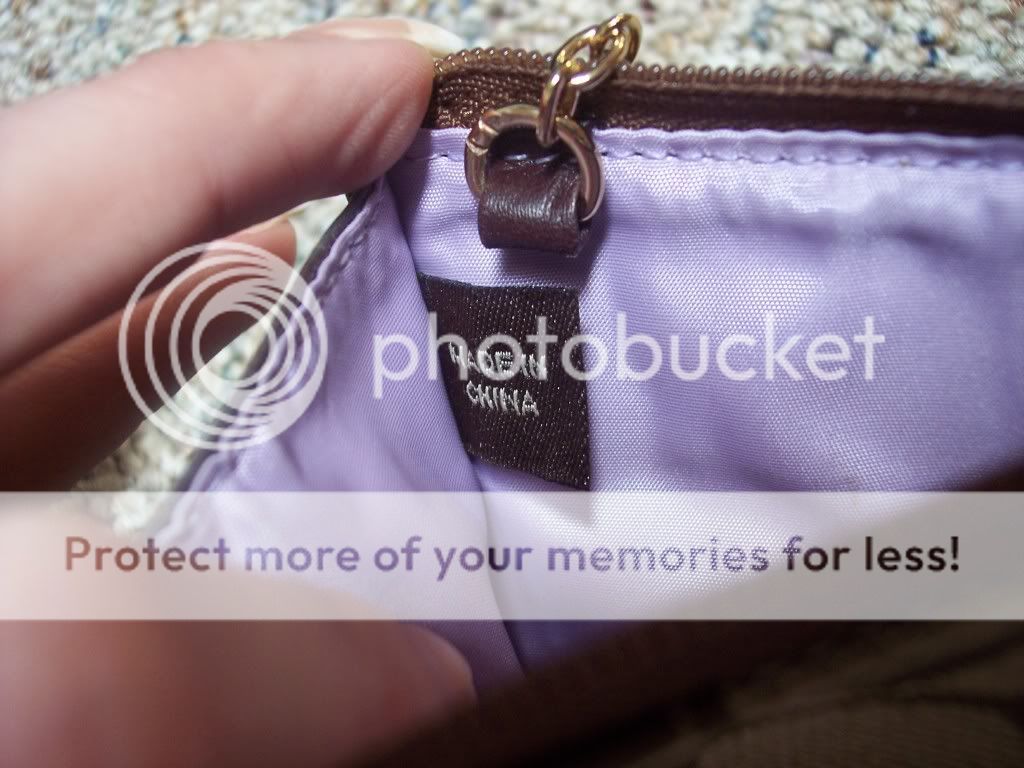 photobucket
MADE IN
CHINA
Protect more of your memories for less!